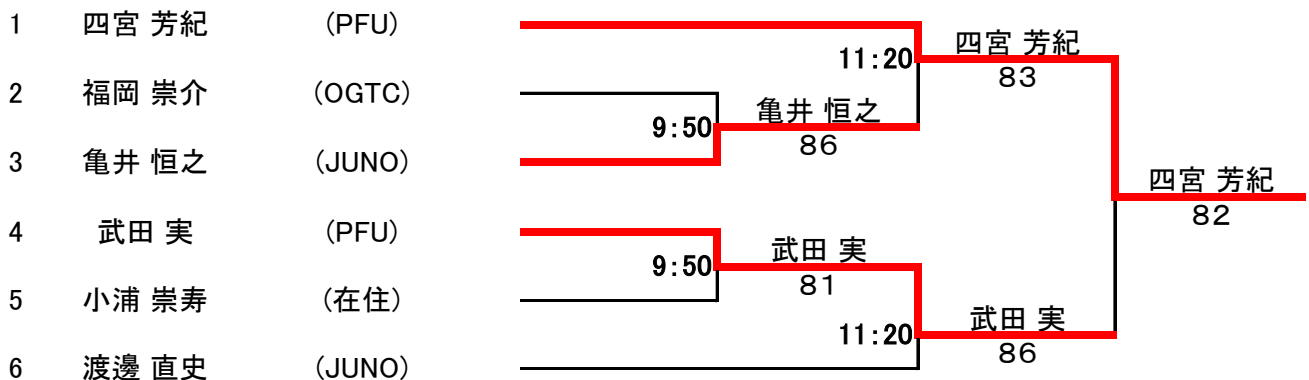 1 四宮 芳紀 (PFU)
11:20 四宮 芳紀
83
2 福岡 崇介 (OGTC)
9:50 亀井 恒之
86
3 亀井 恒之 (JUNO)
四宮 芳紀
82
4 武田 実 (PFU)
9:50 武田 実
81
5 小浦 崇寿 (在住)
11:20 武田 実
86
6 渡邊 直史 (JUNO)